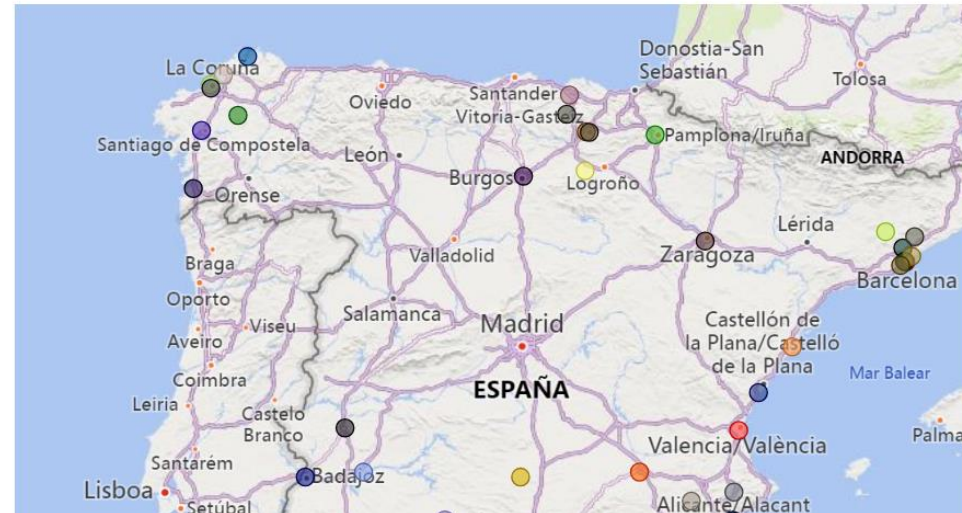 Donostia-San
Sebastián
La Coruña
Tolosa
Oviedo
Santander
Vitoria-Gasteiz
Pamplona/Iruña
Santiago de Compostela
León
ANDORRA
Burgos
Logroño
Orense
Lérida
Zaragoza
Valladolid
Braga
Barcelona
Oporto
Salamanca
Castellón de
la Plana/Castelló
de la Plana
Viseu
Madrid
Aveiro
Mar Balear
Coimbra
ESPAÑA
Leiria
Castelo
Branco
Palma
Valencia/València
Santarém
Badajoz
Lisboa
Alicante/Alacant
Setúbal